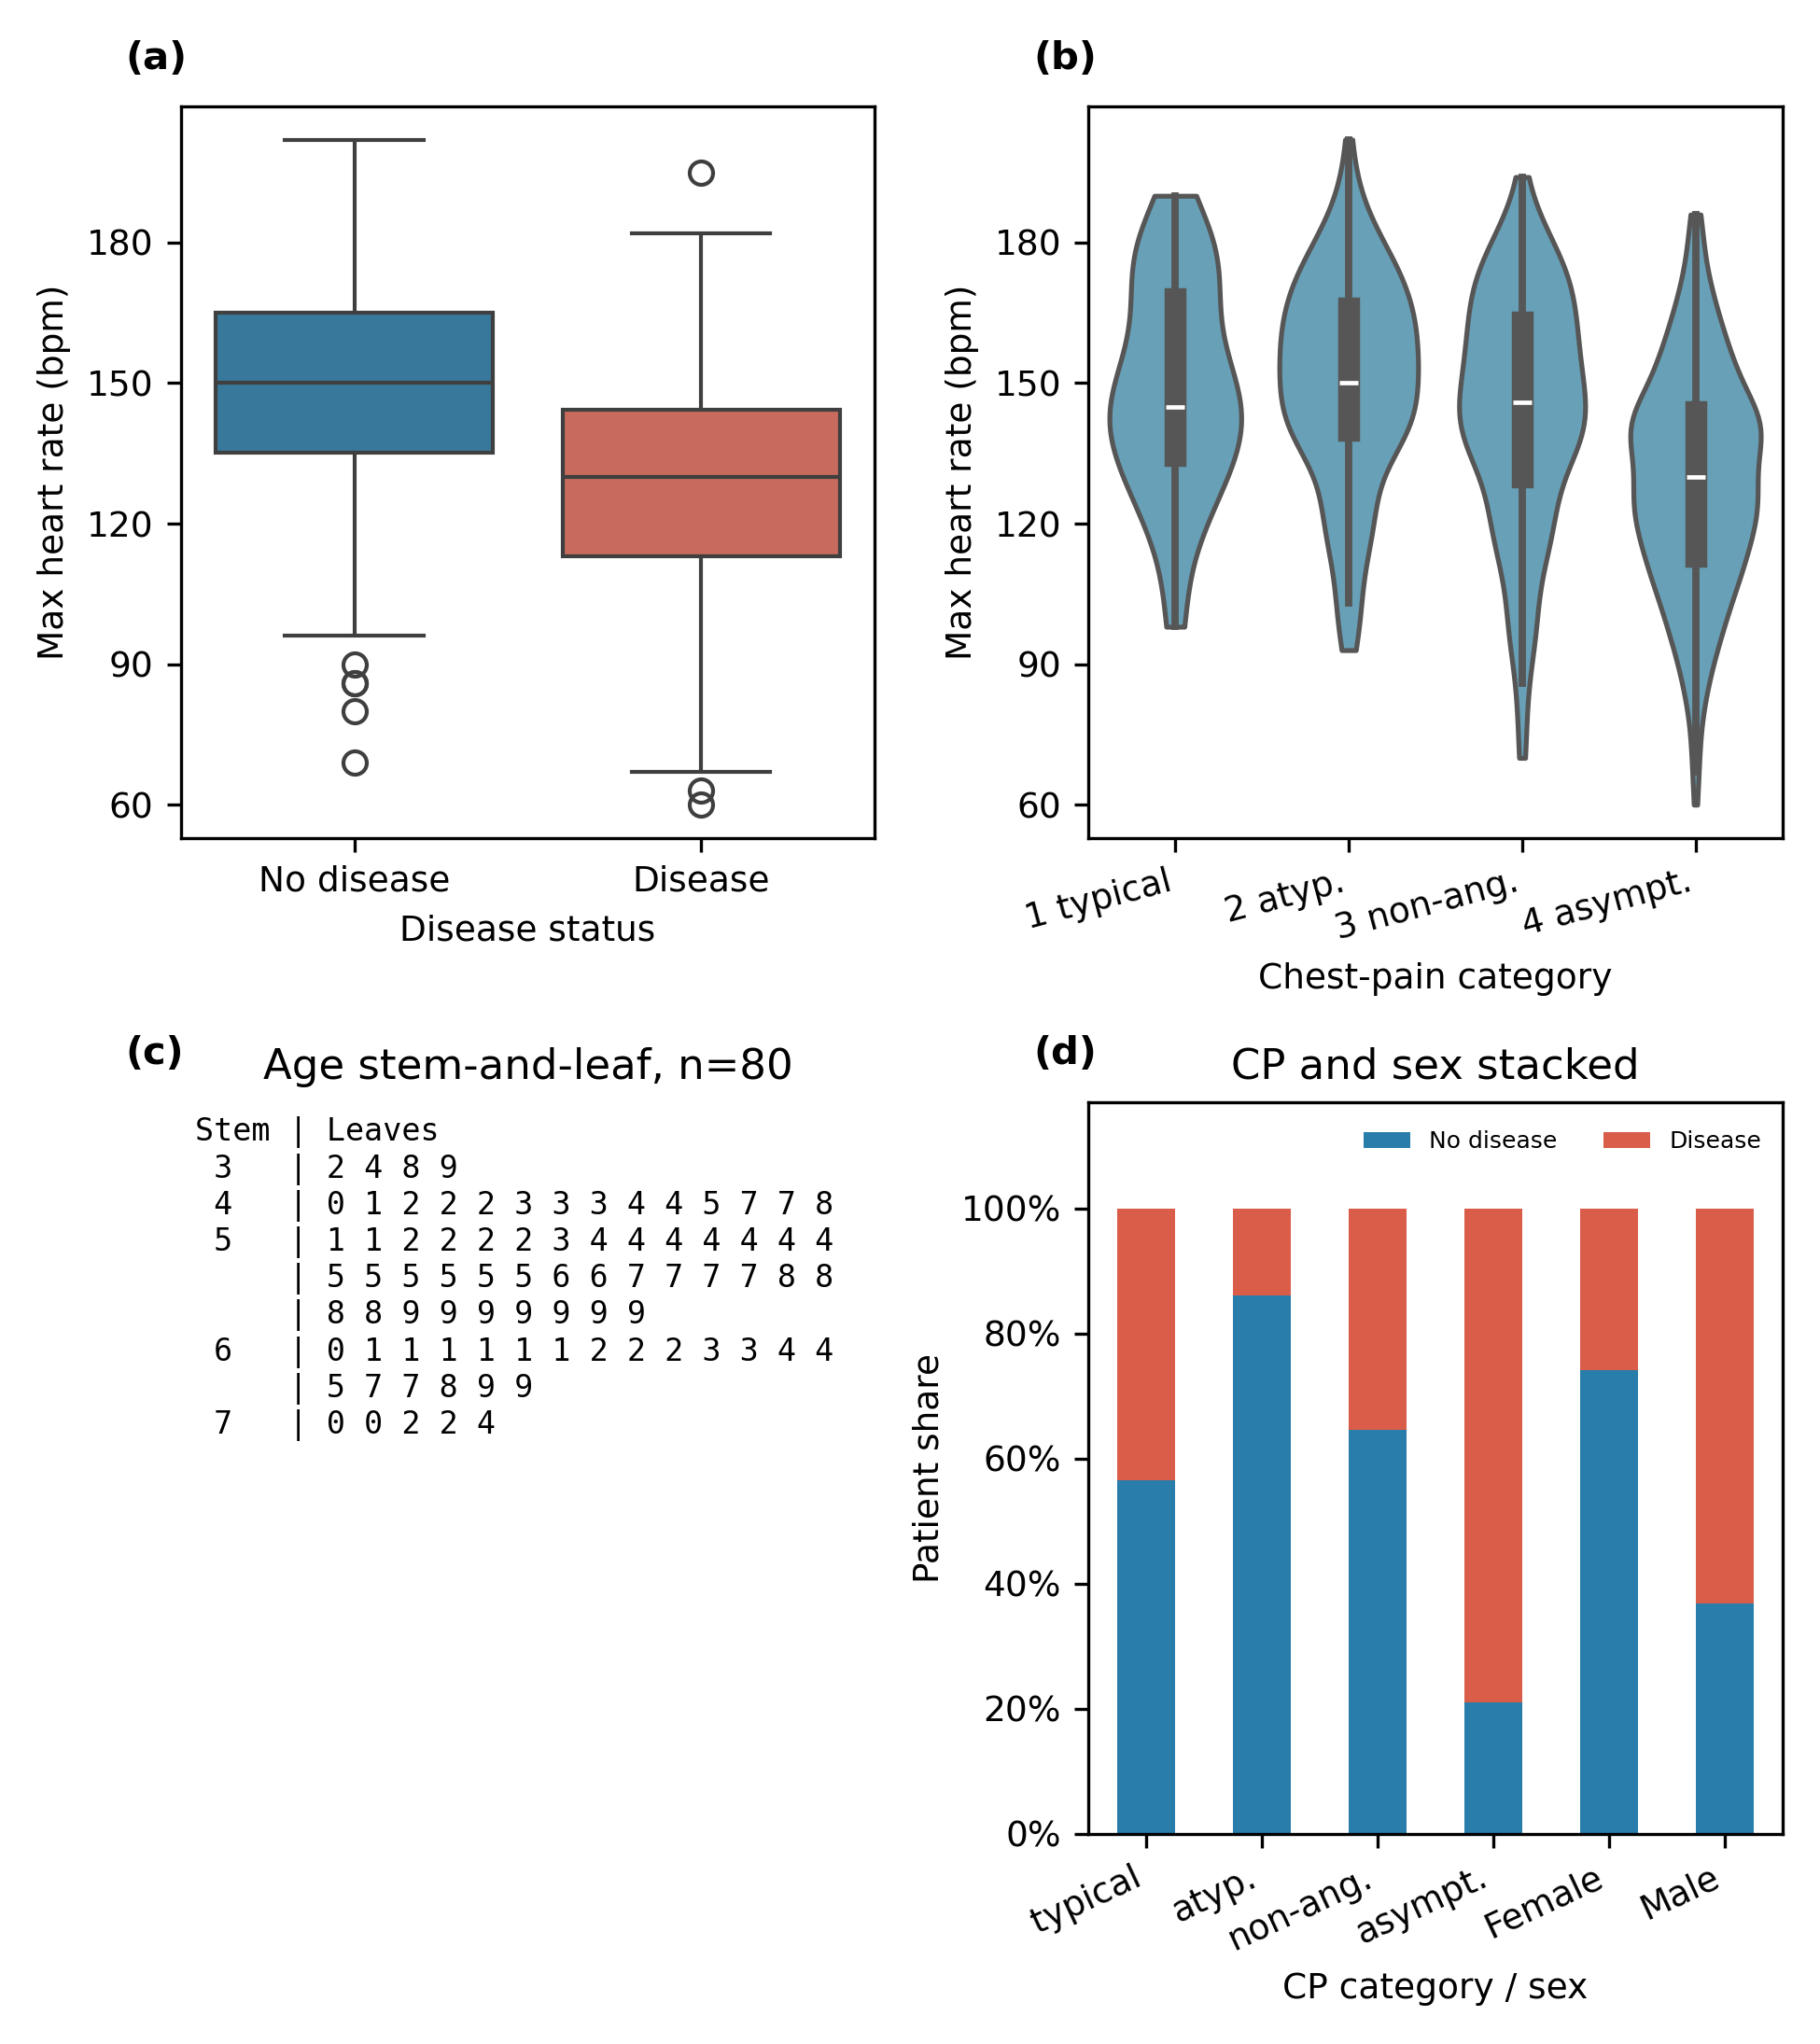 (a)
Max heart rate (bpm)
180
150
120
90
60
No disease
Disease
Disease status
(b)
Max heart rate (bpm)
180
150
120
90
60
1 typical
2 atyp.
3 non-ang.
4 asympt.
Chest-pain category
(c)
Age stem-and-leaf, n=80
Stem | Leaves
3 | 2 4 8 9
4 | 0 1 2 2 2 3 3 3 4 4 5 7 7 8
5 | 1 1 2 2 2 2 3 4 4 4 4 4 4 4
| 5 5 5 5 5 5 6 6 7 7 7 7 8 8
| 8 8 9 9 9 9 9 9 9
6 | 0 1 1 1 1 1 1 2 2 2 3 3 4 4
| 5 7 7 8 9 9
7 | 0 0 2 2 4
(d)
CP and sex stacked
No disease
Disease
Patient share
100%
80%
60%
40%
20%
0%
typical
atyp.
non-ang.
asympt.
Female
Male
CP category / sex